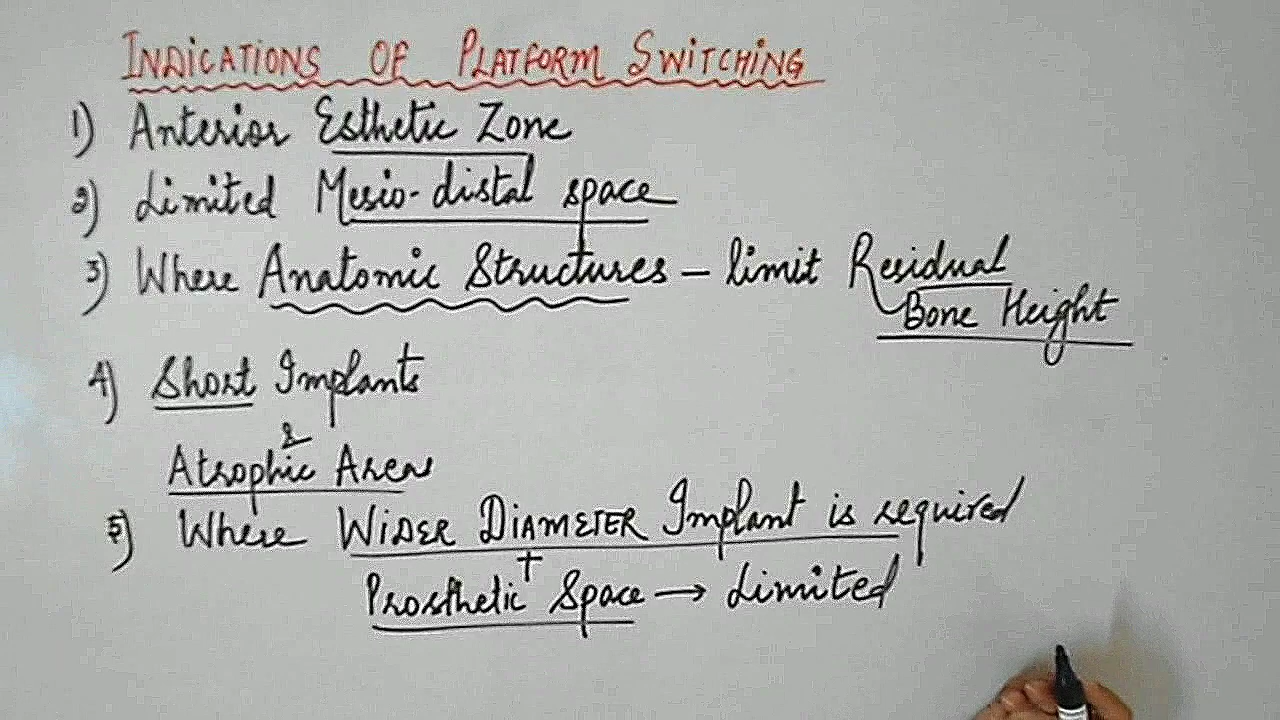 INDICATIONS OF PLATFORM SWITCHING
1) Anterior Esthetic Zone
2) Limited Mesio-distal space
3) Where Anatomic Structures – limit Residual
Bone Height
4) Short Implants
&
Atrophic Areas
5) Where WIDER DIAMETER Implant is required
+
Prosthetic Space → Limited